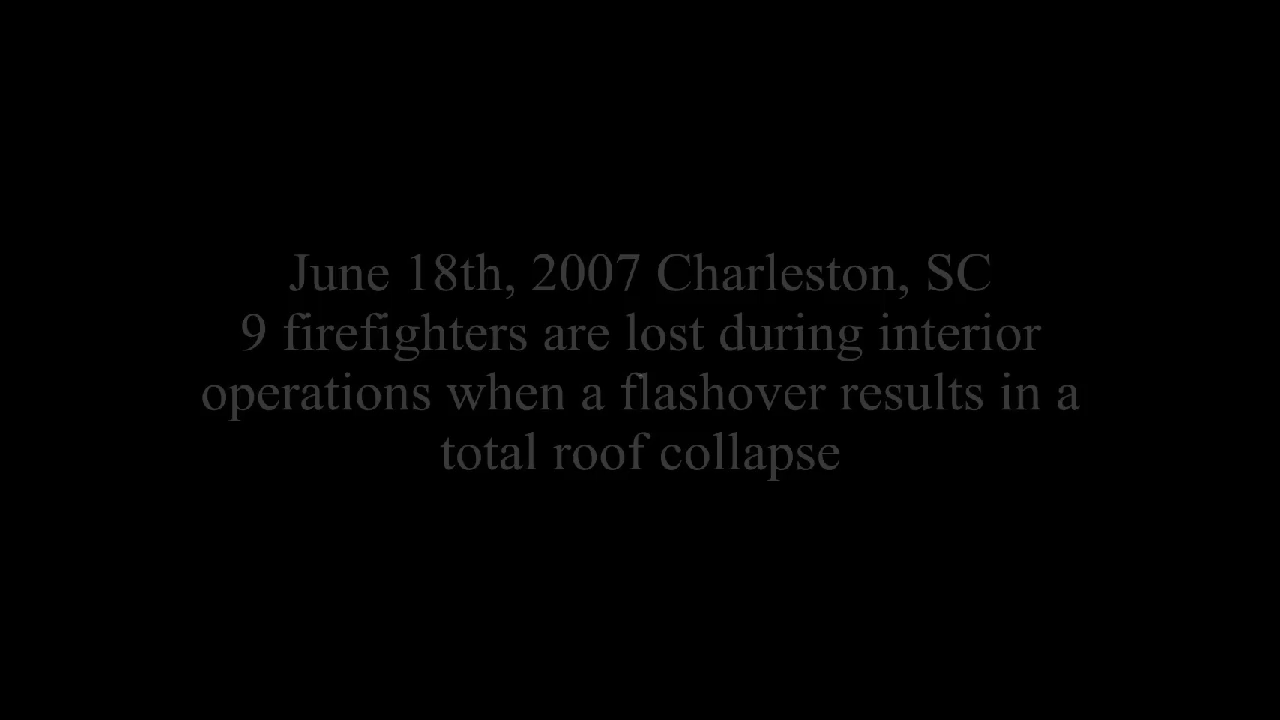 June 18th, 2007 Charleston, SC
9 firefighters are lost during interior
operations when a flashover results in a
total roof collapse